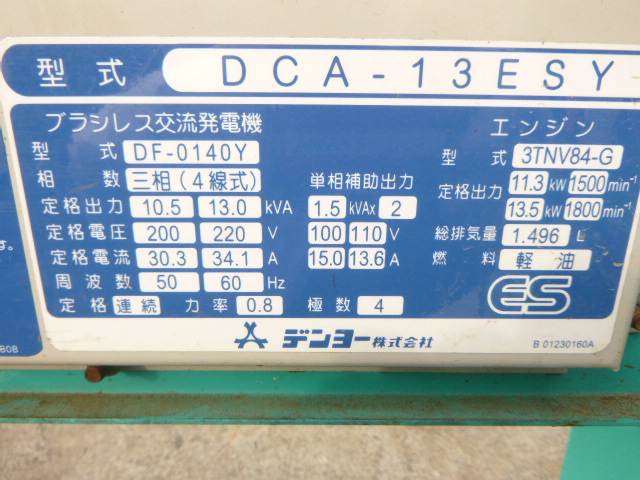 型式 DCA-13ESY
ブラシレス交流発電機 エンジン
型式 DF-0140Y 型式 3TNV84-G
相数 三相(4線式) 単相補助出力 定格出力 11.3 kW 1500 min⁻¹
定格出力 10.5 13.0 kVA 1.5 kVAx 2 13.5 kW 1800 min⁻¹
定格電圧 200 220 V 100 110 V 総排気量 1.496 L
定格電流 30.3 34.1 A 15.0 13.6 A 燃料 軽油
周波数 50 60 Hz ES
定格 連続 力率 0.8 極数 4
デンヨー株式会社
B 01230160A
す。